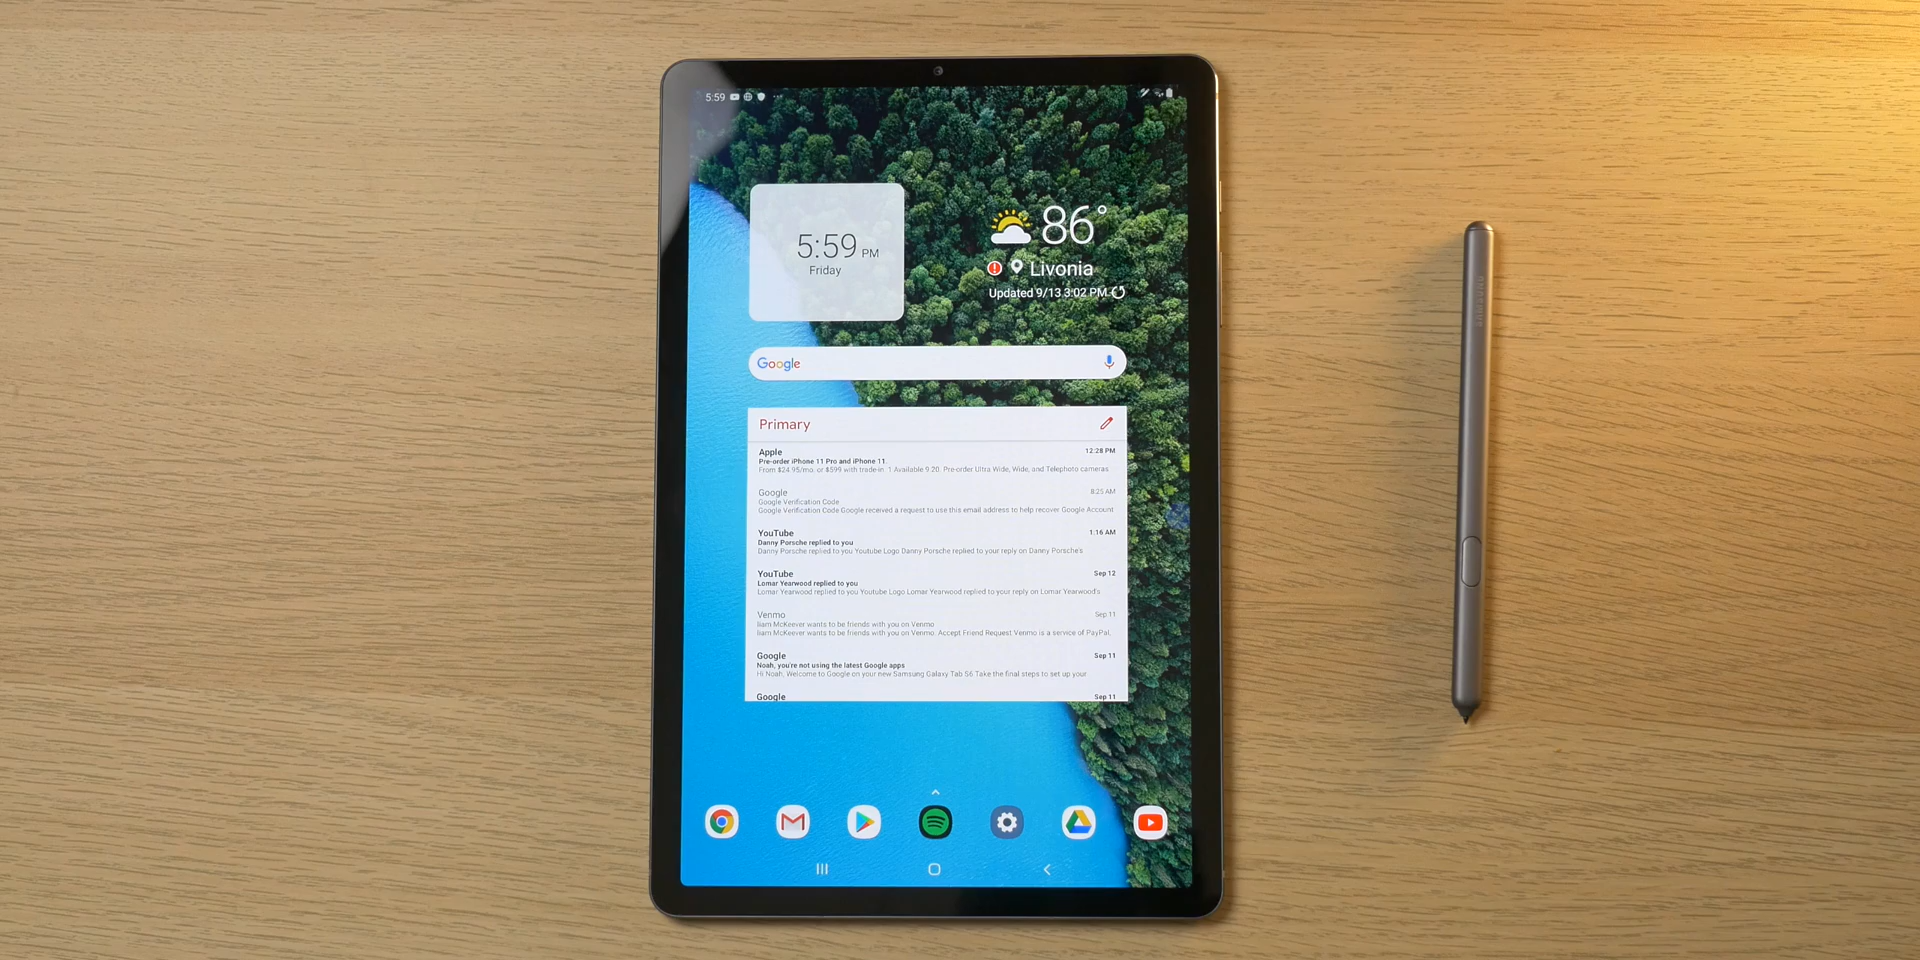 5:59
5:59 PM
Friday
86°
Livonia
Updated 9/13 3:02 PM
Google
Primary
Apple 12:28 PM
Pre-order iPhone 11 Pro and iPhone 11.
From $24.95/mo. or $599 with trade-in. 1 Available 9.20. Pre-order Ultra Wide, Wide, and Telephoto cameras
Google 8:25 AM
Google Verification Code
Google Verification Code Google received a request to use this email address to help recover Google Account
YouTube 1:16 AM
Danny Porsche replied to you
Danny Porsche replied to you Youtube Logo Danny Porsche replied to your reply on Danny Porsche's
YouTube Sep 12
Lomar Yearwood replied to you
Lomar Yearwood replied to you Youtube Logo Lomar Yearwood replied to your reply on Lomar Yearwood's
Venmo Sep 11
liam McKeever wants to be friends with you on Venmo
liam McKeever wants to be friends with you on Venmo. Accept Friend Request Venmo is a service of PayPal,
Google Sep 11
Noah, you're not using the latest Google apps
Hi Noah, Welcome to Google on your new Samsung Galaxy Tab S6 Take the final steps to set up your
Google Sep 11
SAMSUNG